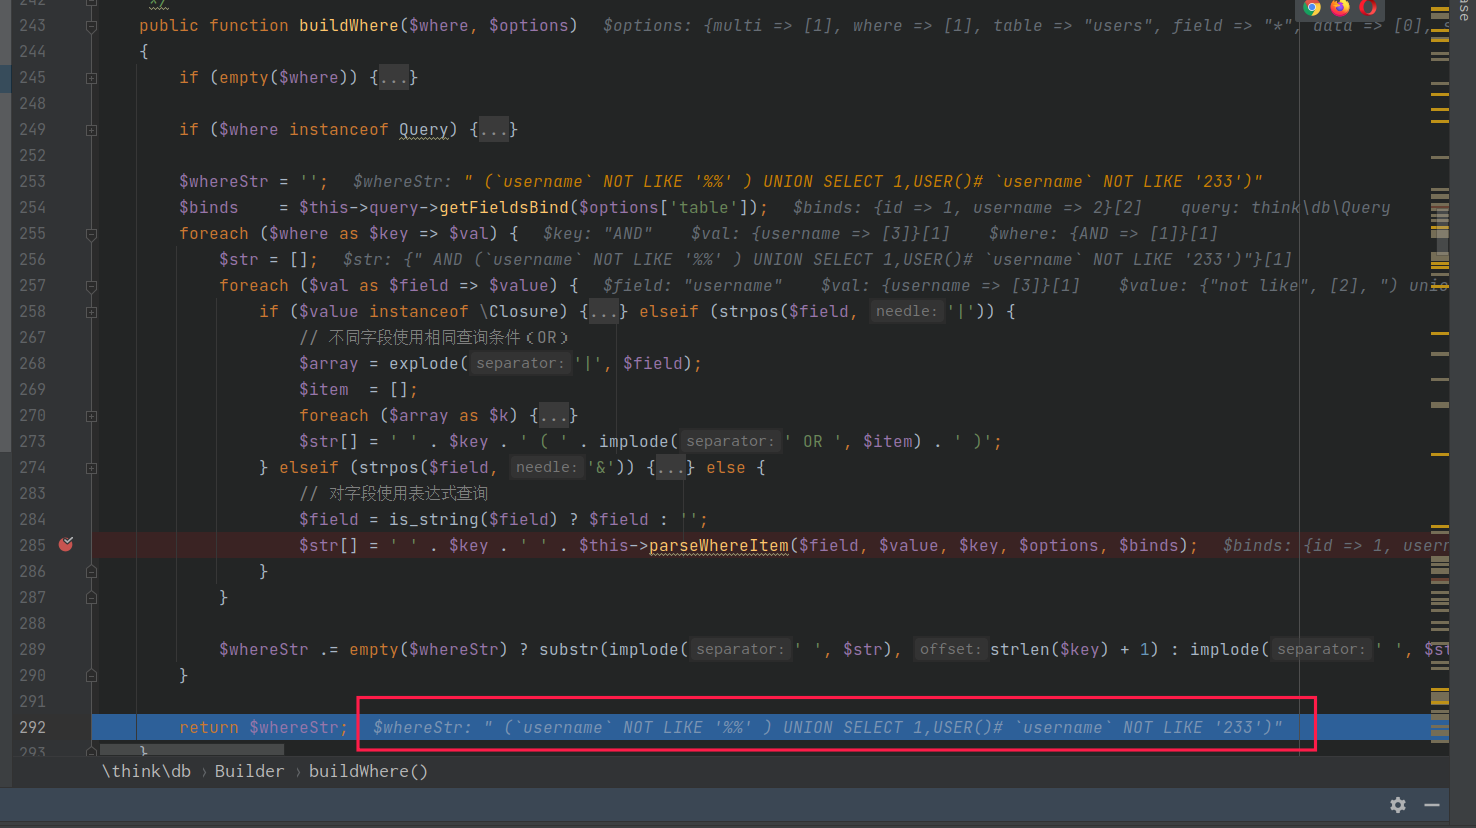 242 */
243 public function buildWhere($where, $options) $options: {multi => [1], where => [1], table => "users", field => "*", data => [0],
244 {
245 if (empty($where)) {...}
248
249 if ($where instanceof Query) {...}
252
253 $whereStr = ''; $whereStr: " (`username` NOT LIKE '%%' ) UNION SELECT 1,USER()# `username` NOT LIKE '233')"
254 $binds = $this->query->getFieldsBind($options['table']); $binds: {id => 1, username => 2}[2] query: think\db\Query
255 foreach ($where as $key => $val) { $key: "AND" $val: {username => [3]}[1] $where: {AND => [1]}[1]
256 $str = []; $str: {" AND (`username` NOT LIKE '%%' ) UNION SELECT 1,USER()# `username` NOT LIKE '233')"}[1]
257 foreach ($val as $field => $value) { $field: "username" $val: {username => [3]}[1] $value: {"not like", [2], ") unio
258 if ($value instanceof \Closure) {...} elseif (strpos($field, needle: '|')) {
267 // 不同字段使用相同查询条件（OR）
268 $array = explode( separator: '|', $field);
269 $item = [];
270 foreach ($array as $k) {...}
273 $str[] = ' ' . $key . ' ( ' . implode( separator: ' OR ', $item) . ' )';
274 } elseif (strpos($field, needle: '&')) {...} else {
283 // 对字段使用表达式查询
284 $field = is_string($field) ? $field : '';
285 $str[] = ' ' . $key . ' ' . $this->parseWhereItem($field, $value, $key, $options, $binds); $binds: {id => 1, usern
286 }
287 }
288
289 $whereStr .= empty($whereStr) ? substr(implode( separator: ' ', $str), offset: strlen($key) + 1) : implode( separator: ' ', $st
290 }
291
292 return $whereStr; $whereStr: " (`username` NOT LIKE '%%' ) UNION SELECT 1,USER()# `username` NOT LIKE '233')"
293 }
\think\db › Builder › buildWhere()
ase